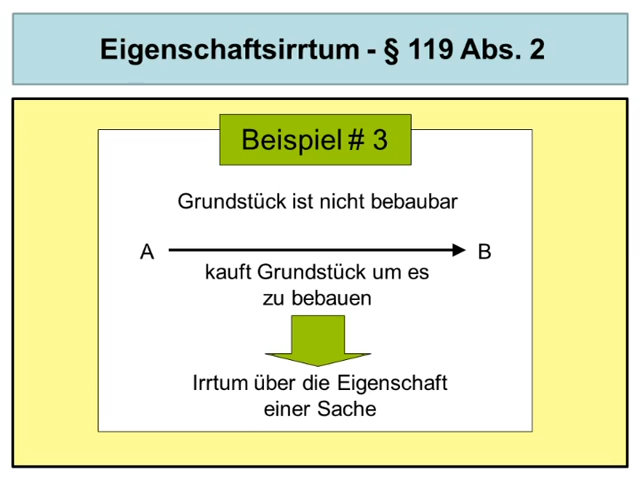 Eigenschaftsirrtum - § 119 Abs. 2
Beispiel # 3
Grundstück ist nicht bebaubar
A
B
kauft Grundstück um es
zu bebauen
Irrtum über die Eigenschaft
einer Sache